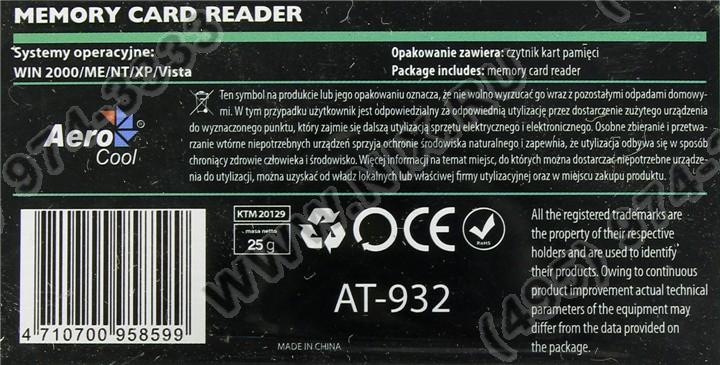 MEMORY CARD READER
Systemy operacyjne:
WIN 2000/ME/NT/XP/Vista
Opakowanie zawiera: czytnik kart pamięci
Package includes: memory card reader
Aero
Cool
®
Ten symbol na produkcie lub jego opakowaniu oznacza, że nie wolno wyrzucać go wraz z pozostałymi odpadami domowy-
mi. W tym przypadku użytkownik jest odpowiedzialny za odpowiednią utylizację przez dostarczenie zużytego urządzenia
do wyznaczonego punktu, który zajmie się dalszą utylizacją sprzętu elektrycznego i elektronicznego. Osobne zbieranie i przetwa-
rzanie wtórne niepotrzebnych urządzeń sprzyja ochronie środowiska naturalnego i zapewnia, że utylizacja odbywa się w sposób
chroniący zdrowie człowieka i środowisko. Więcej informacji na temat miejsc, do których można dostarczać niepotrzebne urządze-
nia do utylizacji, można uzyskać od władz lokalnych lub właściwej firmy utylizacyjnej oraz w miejscu zakupu produktu.
KTM 20129
masa netto
25 g
CE
RoHS
AT-932
MADE IN CHINA
4 710700 958599
All the registered trademarks are
the property of their respective
holders and are used to identify
their products. Owing to continuous
product improvement actual technical
parameters of the equipment may
differ from the data provided on
the package.